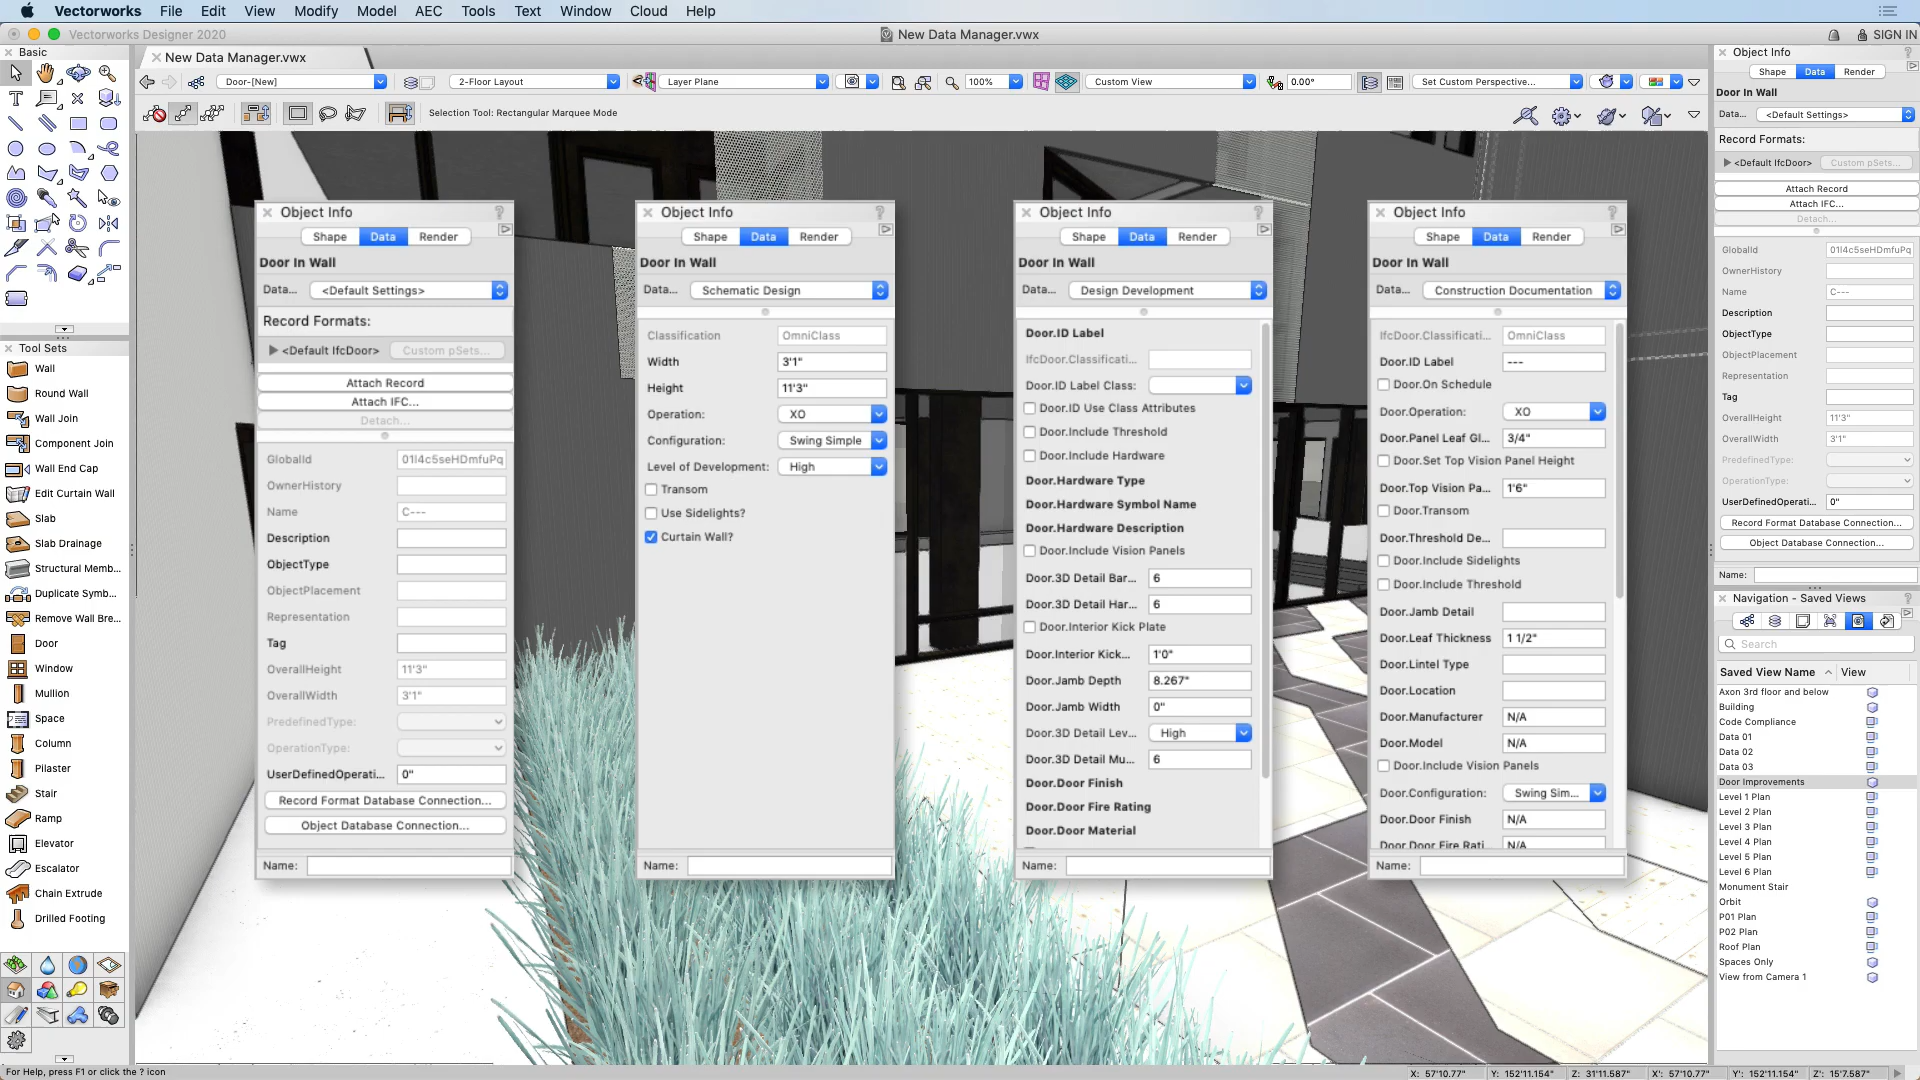 Vectorworks File Edit View Modify Model AEC Tools Text Window Cloud Help
Vectorworks Designer 2020
New Data Manager.vwx
SIGN IN
Basic
New Data Manager.vwx
Door-[New]
2-Floor Layout
Layer Plane
100%
Custom View
0.00°
Set Custom Perspective...
Selection Tool: Rectangular Marquee Mode
Tool Sets
Wall
Round Wall
Wall Join
Component Join
Wall End Cap
Edit Curtain Wall
Slab
Slab Drainage
Structural Memb...
Duplicate Symb...
Remove Wall Bre...
Door
Window
Mullion
Space
Column
Pilaster
Stair
Ramp
Elevator
Escalator
Chain Extrude
Drilled Footing
Object Info
Shape Data Render
Door In Wall
Data... <Default Settings>
Record Formats:
<Default IfcDoor> Custom pSets...
Attach Record
Attach IFC...
Detach...
GlobalId 01l4c5seHDmfuPq
OwnerHistory
Name C---
Description
ObjectType
ObjectPlacement
Representation
Tag
OverallHeight 11'3"
OverallWidth 3'1"
PredefinedType:
OperationType:
UserDefinedOperati... 0"
Record Format Database Connection...
Object Database Connection...
Name:
Object Info
Shape Data Render
Door In Wall
Data... Schematic Design
Classification OmniClass
Width 3'1"
Height 11'3"
Operation: XO
Configuration: Swing Simple
Level of Development: High
Transom
Use Sidelights?
Curtain Wall?
Name:
Object Info
Shape Data Render
Door In Wall
Data... Design Development
Door.ID Label
IfcDoor.Classificati...
Door.ID Label Class:
Door.ID Use Class Attributes
Door.Include Threshold
Door.Include Hardware
Door.Hardware Type
Door.Hardware Symbol Name
Door.Hardware Description
Door.Include Vision Panels
Door.3D Detail Bar... 6
Door.3D Detail Har... 6
Door.Interior Kick Plate
Door.Interior Kick... 1'0"
Door.Jamb Depth 8.267"
Door.Jamb Width 0"
Door.3D Detail Lev... High
Door.3D Detail Mu... 6
Door.Door Finish
Door.Door Fire Rating
Door.Door Material
Name:
Object Info
Shape Data Render
Door In Wall
Data... Construction Documentation
IfcDoor.Classificati... OmniClass
Door.ID Label ---
Door.On Schedule
Door.Operation: XO
Door.Panel Leaf Gl... 3/4"
Door.Set Top Vision Panel Height
Door.Top Vision Pa... 1'6"
Door.Transom
Door.Threshold De...
Door.Include Sidelights
Door.Include Threshold
Door.Jamb Detail
Door.Leaf Thickness 1 1/2"
Door.Lintel Type
Door.Location
Door.Manufacturer N/A
Door.Model N/A
Door.Include Vision Panels
Door.Configuration: Swing Sim...
Door.Door Finish N/A
Door.Door Fire Rati... N/A
Name:
Object Info
Shape Data Render
Door In Wall
Data... <Default Settings>
Record Formats:
<Default IfcDoor> Custom pSets...
Attach Record
Attach IFC...
Detach...
GlobalId 01l4c5seHDmfuPq
OwnerHistory
Name C---
Description
ObjectType
ObjectPlacement
Representation
Tag
OverallHeight 11'3"
OverallWidth 3'1"
PredefinedType:
OperationType:
UserDefinedOperati... 0"
Record Format Database Connection...
Object Database Connection...
Name:
Navigation - Saved Views
Search
Saved View Name View
Axon 3rd floor and below
Building
Code Compliance
Data 01
Data 02
Data 03
Door Improvements
Level 1 Plan
Level 2 Plan
Level 3 Plan
Level 4 Plan
Level 5 Plan
Level 6 Plan
Monument Stair
Orbit
P01 Plan
P02 Plan
Roof Plan
Spaces Only
View from Camera 1
For Help, press F1 or click the ? icon
X: 57'10.77" Y: 152'11.154" Z: 31'11.587" X': 57'10.77" Y': 152'11.154" Z': 15'7.587"